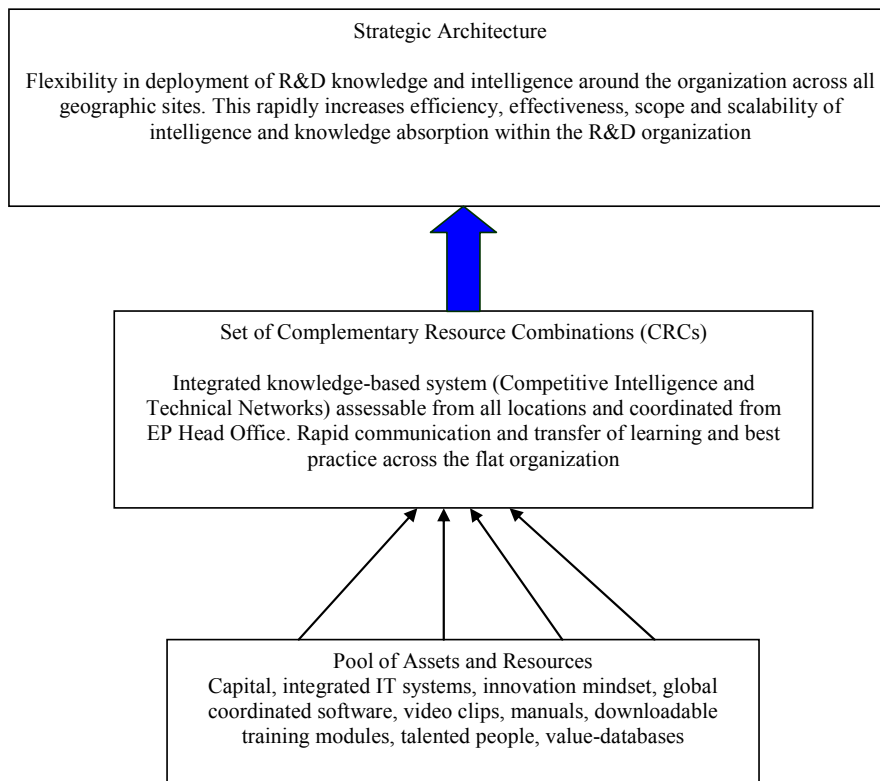 Strategic Architecture
Flexibility in deployment of R&D knowledge and intelligence around the organization across all
geographic sites. This rapidly increases efficiency, effectiveness, scope and scalability of
intelligence and knowledge absorption within the R&D organization
Set of Complementary Resource Combinations (CRCs)
Integrated knowledge-based system (Competitive Intelligence and
Technical Networks) assessable from all locations and coordinated from
EP Head Office. Rapid communication and transfer of learning and best
practice across the flat organization
Pool of Assets and Resources
Capital, integrated IT systems, innovation mindset, global
coordinated software, video clips, manuals, downloadable
training modules, talented people, value-databases